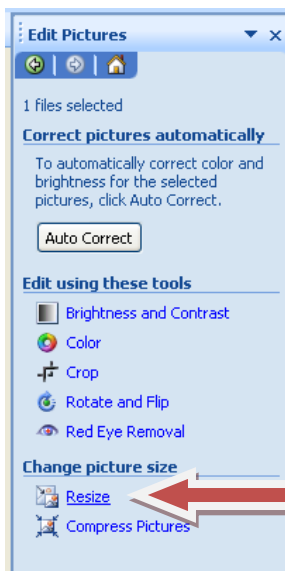 Edit Pictures
1 files selected
Correct pictures automatically
To automatically correct color and
brightness for the selected
pictures, click Auto Correct.
Auto Correct
Edit using these tools
Brightness and Contrast
Color
Crop
Rotate and Flip
Red Eye Removal
Change picture size
Resize
Compress Pictures